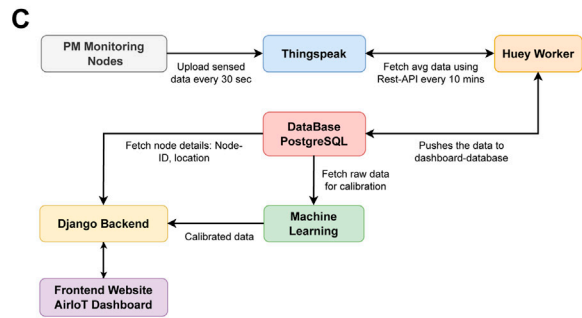 C
PM Monitoring
Nodes
Upload sensed
data every 30 sec
Thingspeak
Fetch avg data using
Rest-API every 10 mins
Huey Worker
DataBase
PostgreSQL
Fetch node details: Node-
ID, location
Pushes the data to
dashboard-database
Fetch raw data
for calibration
Django Backend
Calibrated data
Machine
Learning
Frontend Website
AirIoT Dashboard